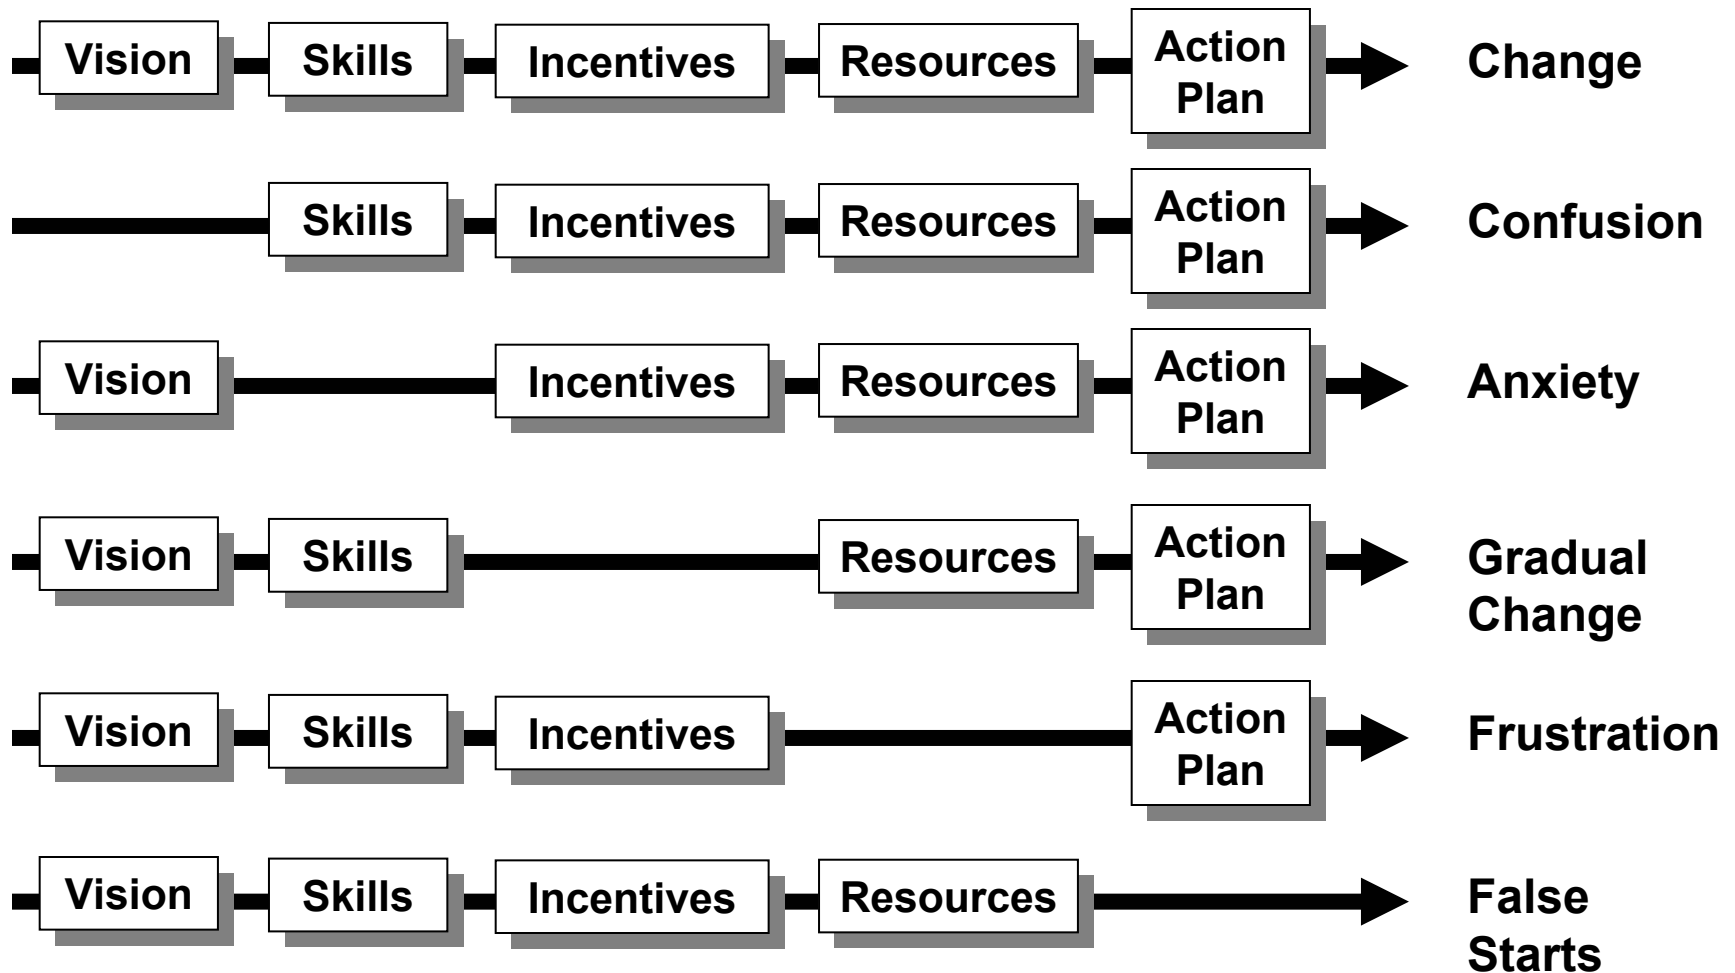 Vision Skills Incentives Resources Action Plan Change
Skills Incentives Resources Action Plan Confusion
Vision Incentives Resources Action Plan Anxiety
Vision Skills Resources Action Plan Gradual Change
Vision Skills Incentives Action Plan Frustration
Vision Skills Incentives Resources False Starts